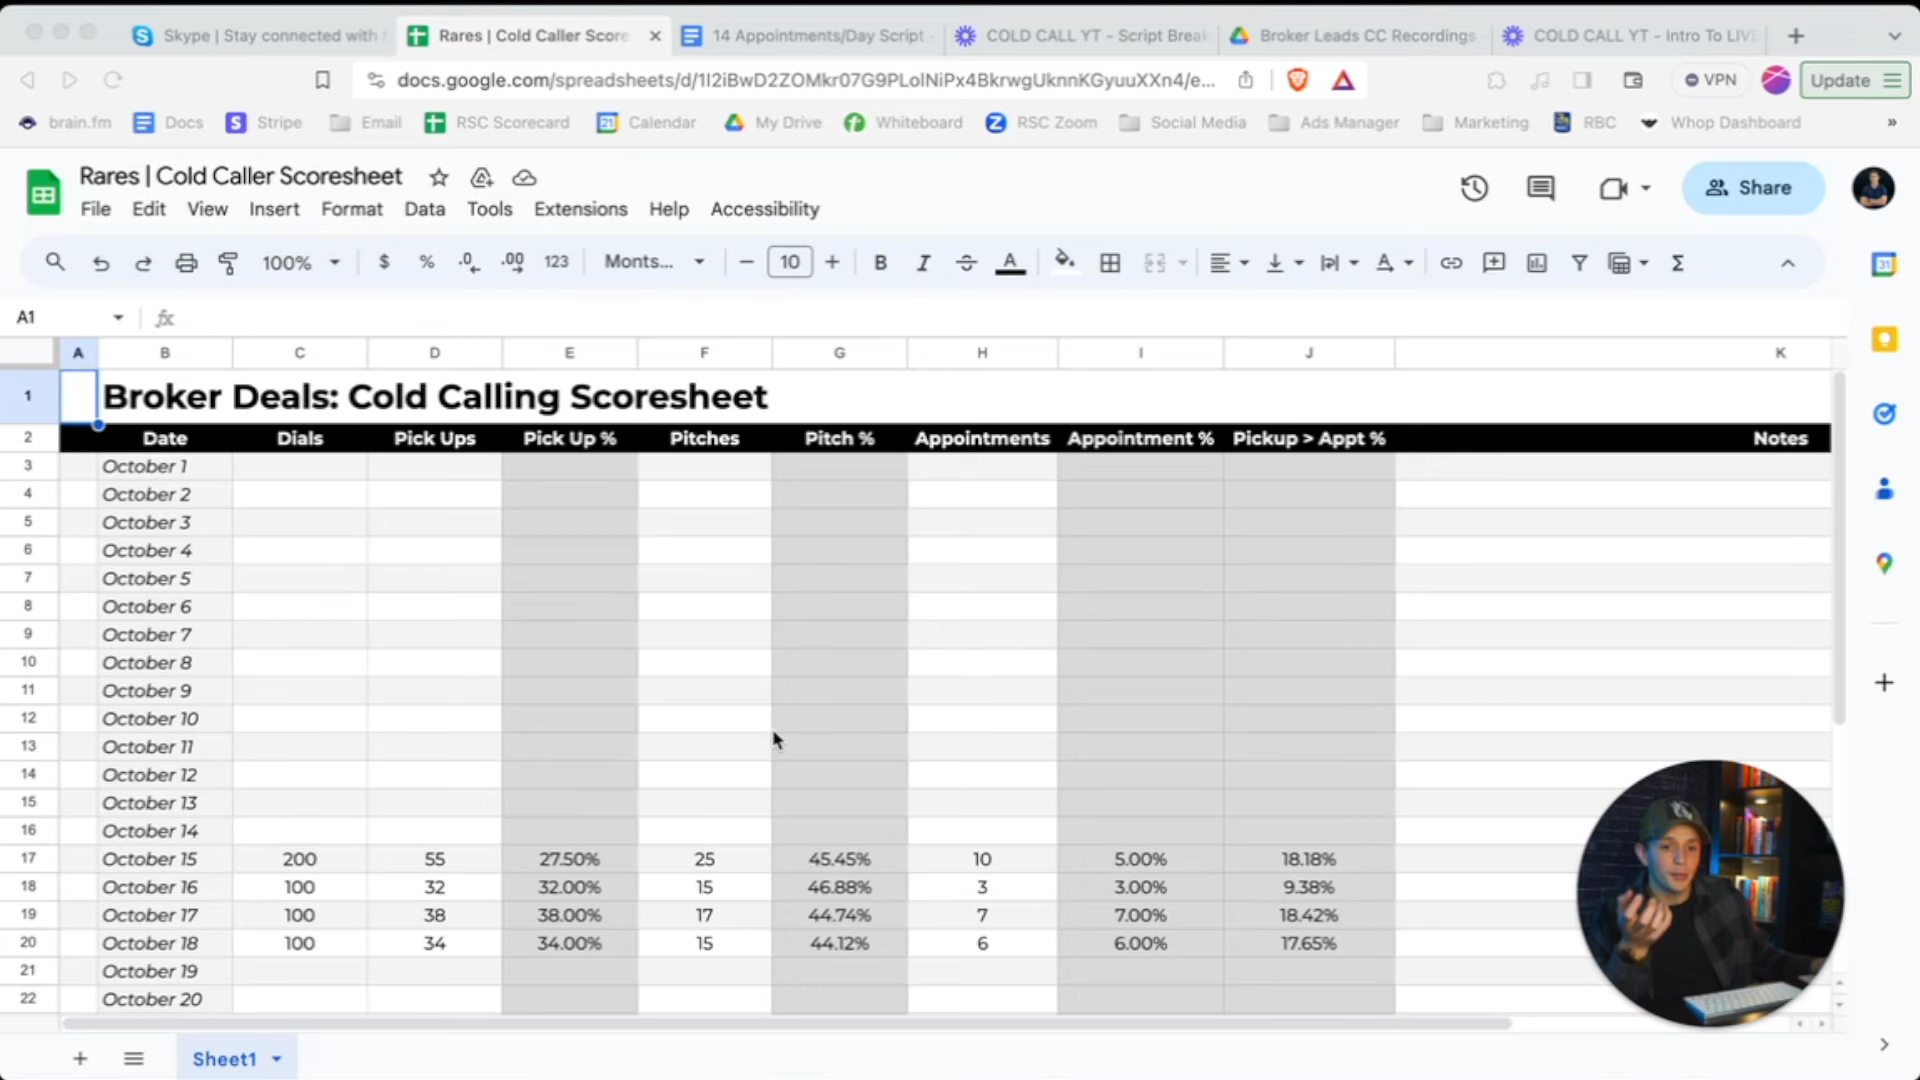 Skype | Stay connected with f
Rares | Cold Caller Score
14 Appointments/Day Script -
COLD CALL YT - Script Break
Broker Leads CC Recordings
COLD CALL YT - Intro To LIVE
docs.google.com/spreadsheets/d/1I2iBwD2ZOMkr07G9PLolNiPx4BkrwgUknnKGyuuXXn4/e...
VPN
Update
brain.fm
Docs
Stripe
Email
RSC Scorecard
Calendar
My Drive
Whiteboard
RSC Zoom
Social Media
Ads Manager
Marketing
RBC
Whop Dashboard
»
Rares | Cold Caller Scoresheet
File Edit View Insert Format Data Tools Extensions Help Accessibility
Share
100% $ % .0 .00 123 Monts... − 10 + B I A Σ
31
A1 fx
A B C D E F G H I J K
1 Broker Deals: Cold Calling Scoresheet
2 Date Dials Pick Ups Pick Up % Pitches Pitch % Appointments Appointment % Pickup > Appt % Notes
3 October 1
4 October 2
5 October 3
6 October 4
7 October 5
8 October 6
9 October 7
10 October 8
11 October 9
12 October 10
13 October 11
14 October 12
15 October 13
16 October 14
17 October 15 200 55 27.50% 25 45.45% 10 5.00% 18.18%
18 October 16 100 32 32.00% 15 46.88% 3 3.00% 9.38%
19 October 17 100 38 38.00% 17 44.74% 7 7.00% 18.42%
20 October 18 100 34 34.00% 15 44.12% 6 6.00% 17.65%
21 October 19
22 October 20
Sheet1